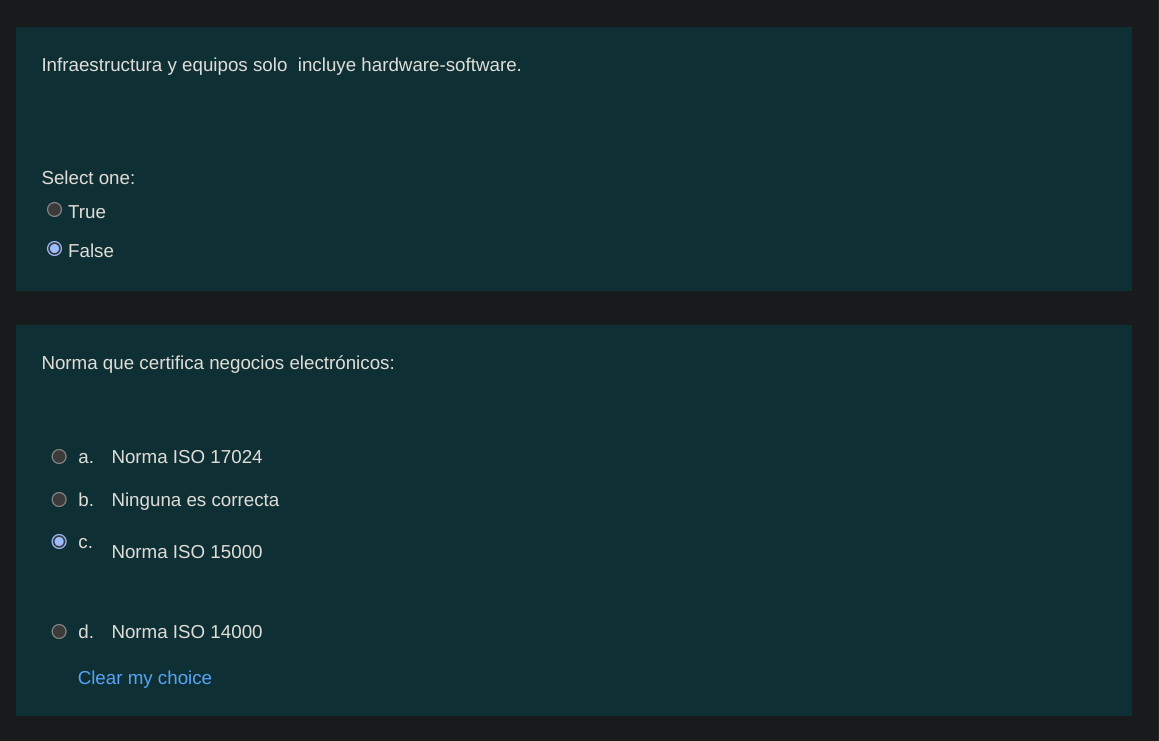 Infraestructura y equipos solo  incluye hardware-software.
Select one:
True
False
Norma que certifica negocios electrónicos:
a. Norma ISO 17024
b. Ninguna es correcta
c. Norma ISO 15000
d. Norma ISO 14000
Clear my choice